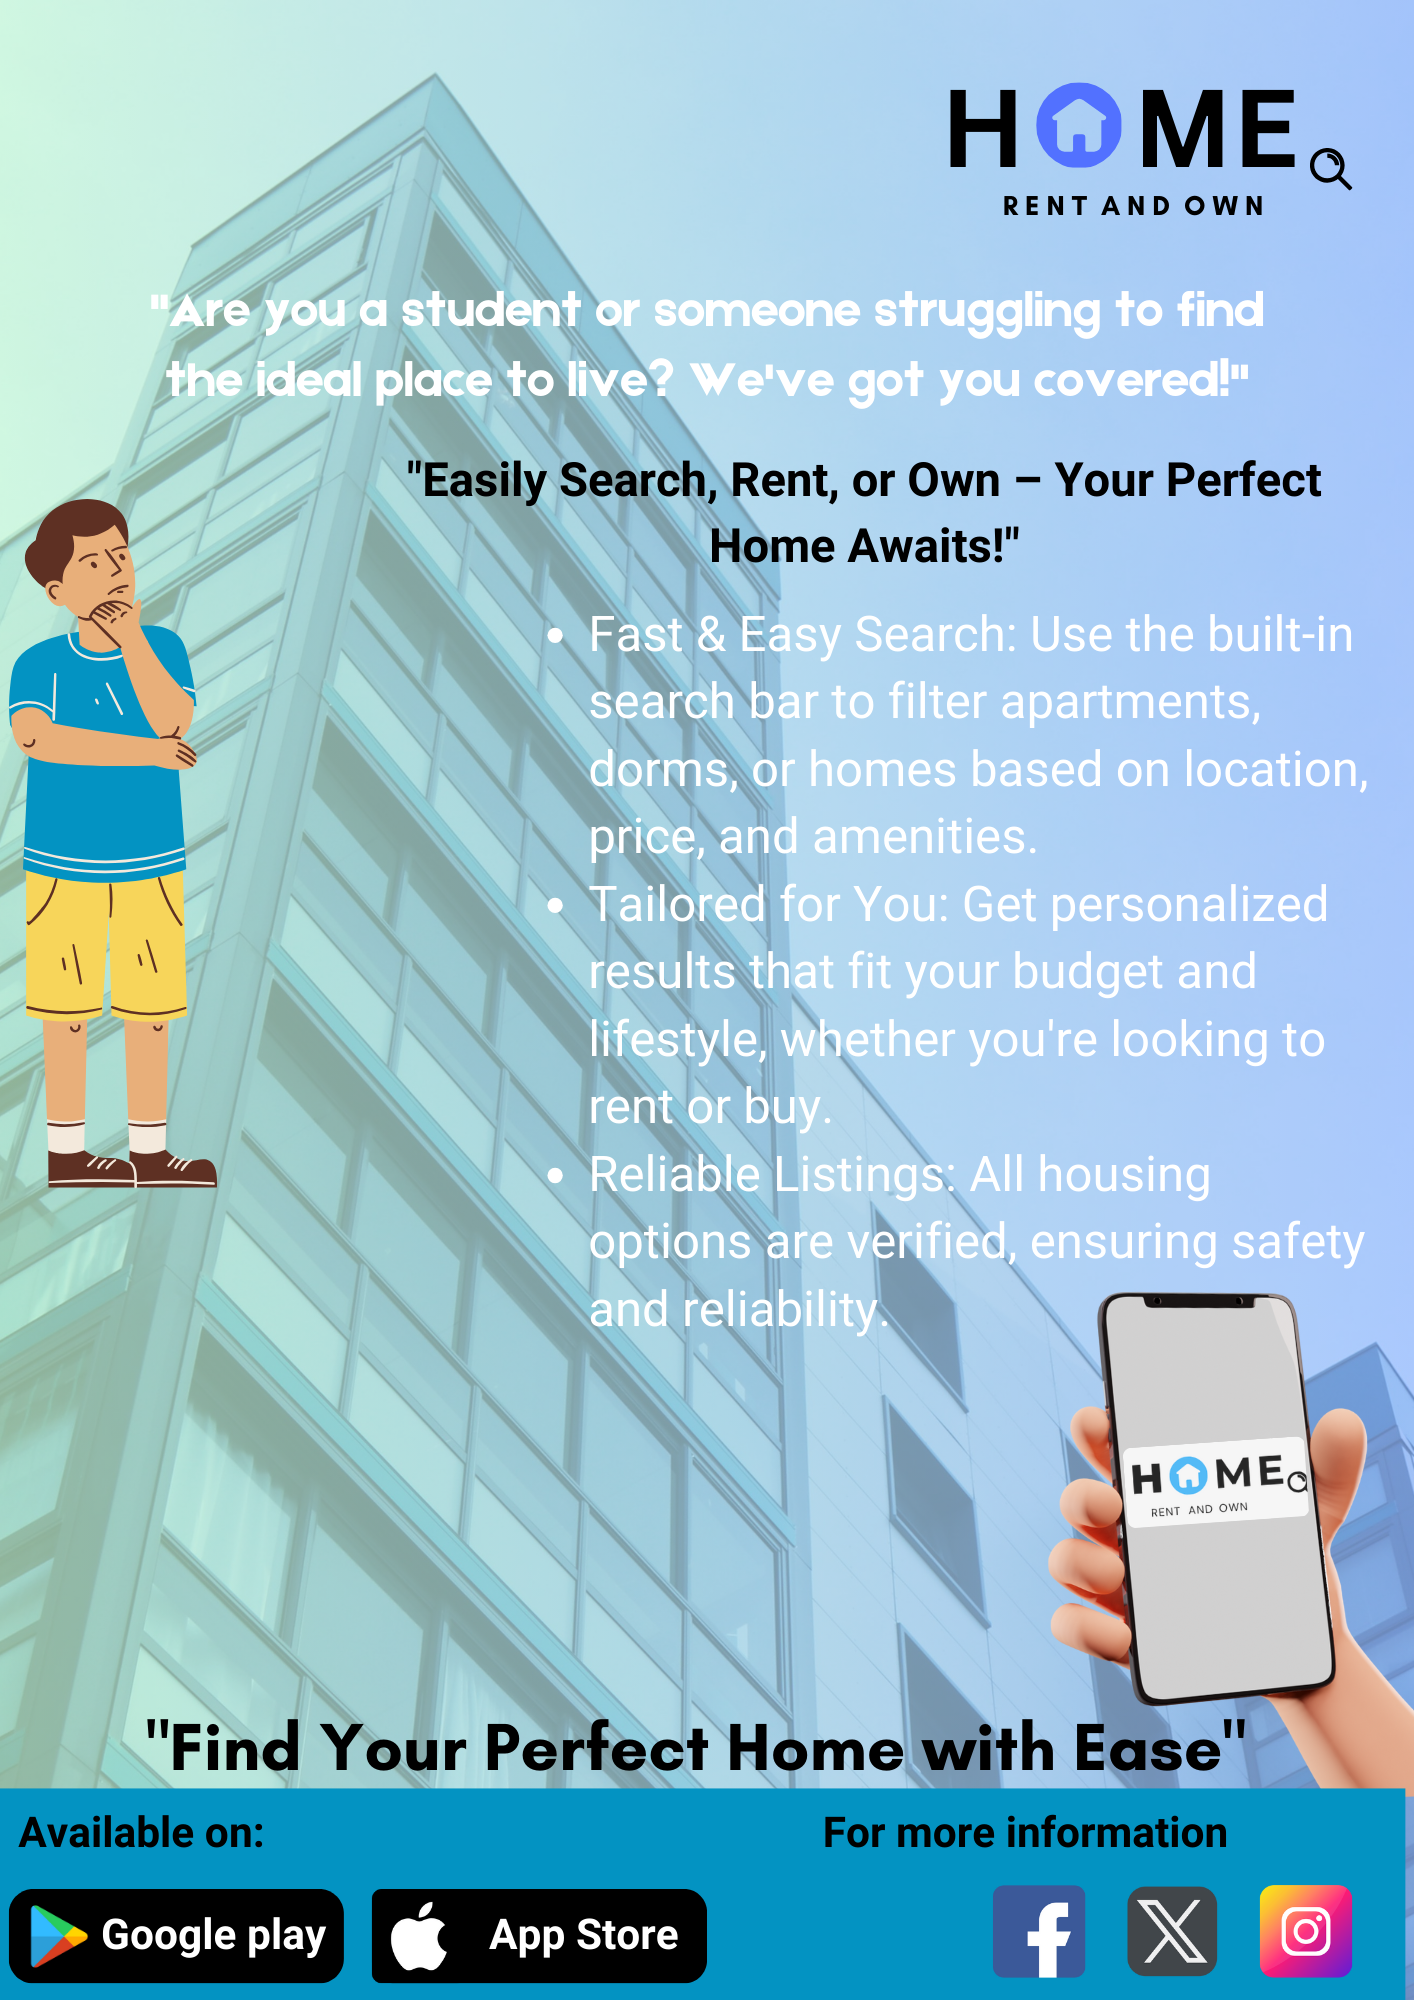 HOME
RENT AND OWN
"Are you a student or someone struggling to find
the ideal place to live? We've got you covered!"
"Easily Search, Rent, or Own – Your Perfect
Home Awaits!"
• Fast & Easy Search: Use the built-in
search bar to filter apartments,
dorms, or homes based on location,
price, and amenities.
• Tailored for You: Get personalized
results that fit your budget and
lifestyle, whether you're looking to
rent or buy.
• Reliable Listings: All housing
options are verified, ensuring safety
and reliability.
HOME
RENT AND OWN
"Find Your Perfect Home with Ease"
Available on:
For more information
Google play
App Store